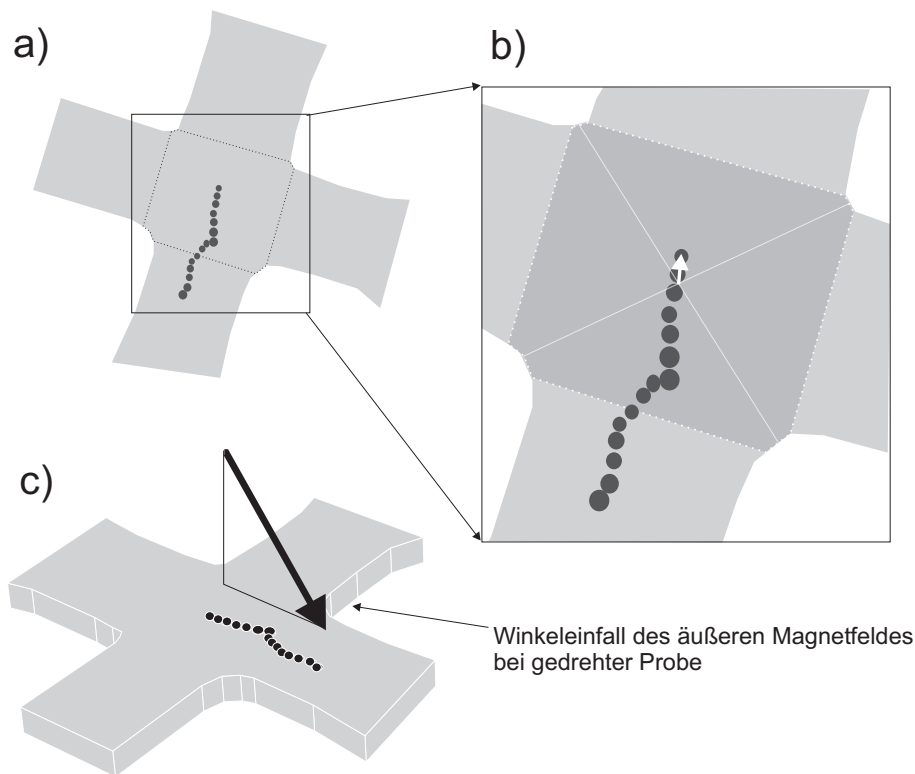 a)
b)
c)
Winkeleinfall des äußeren Magnetfeldes
bei gedrehter Probe